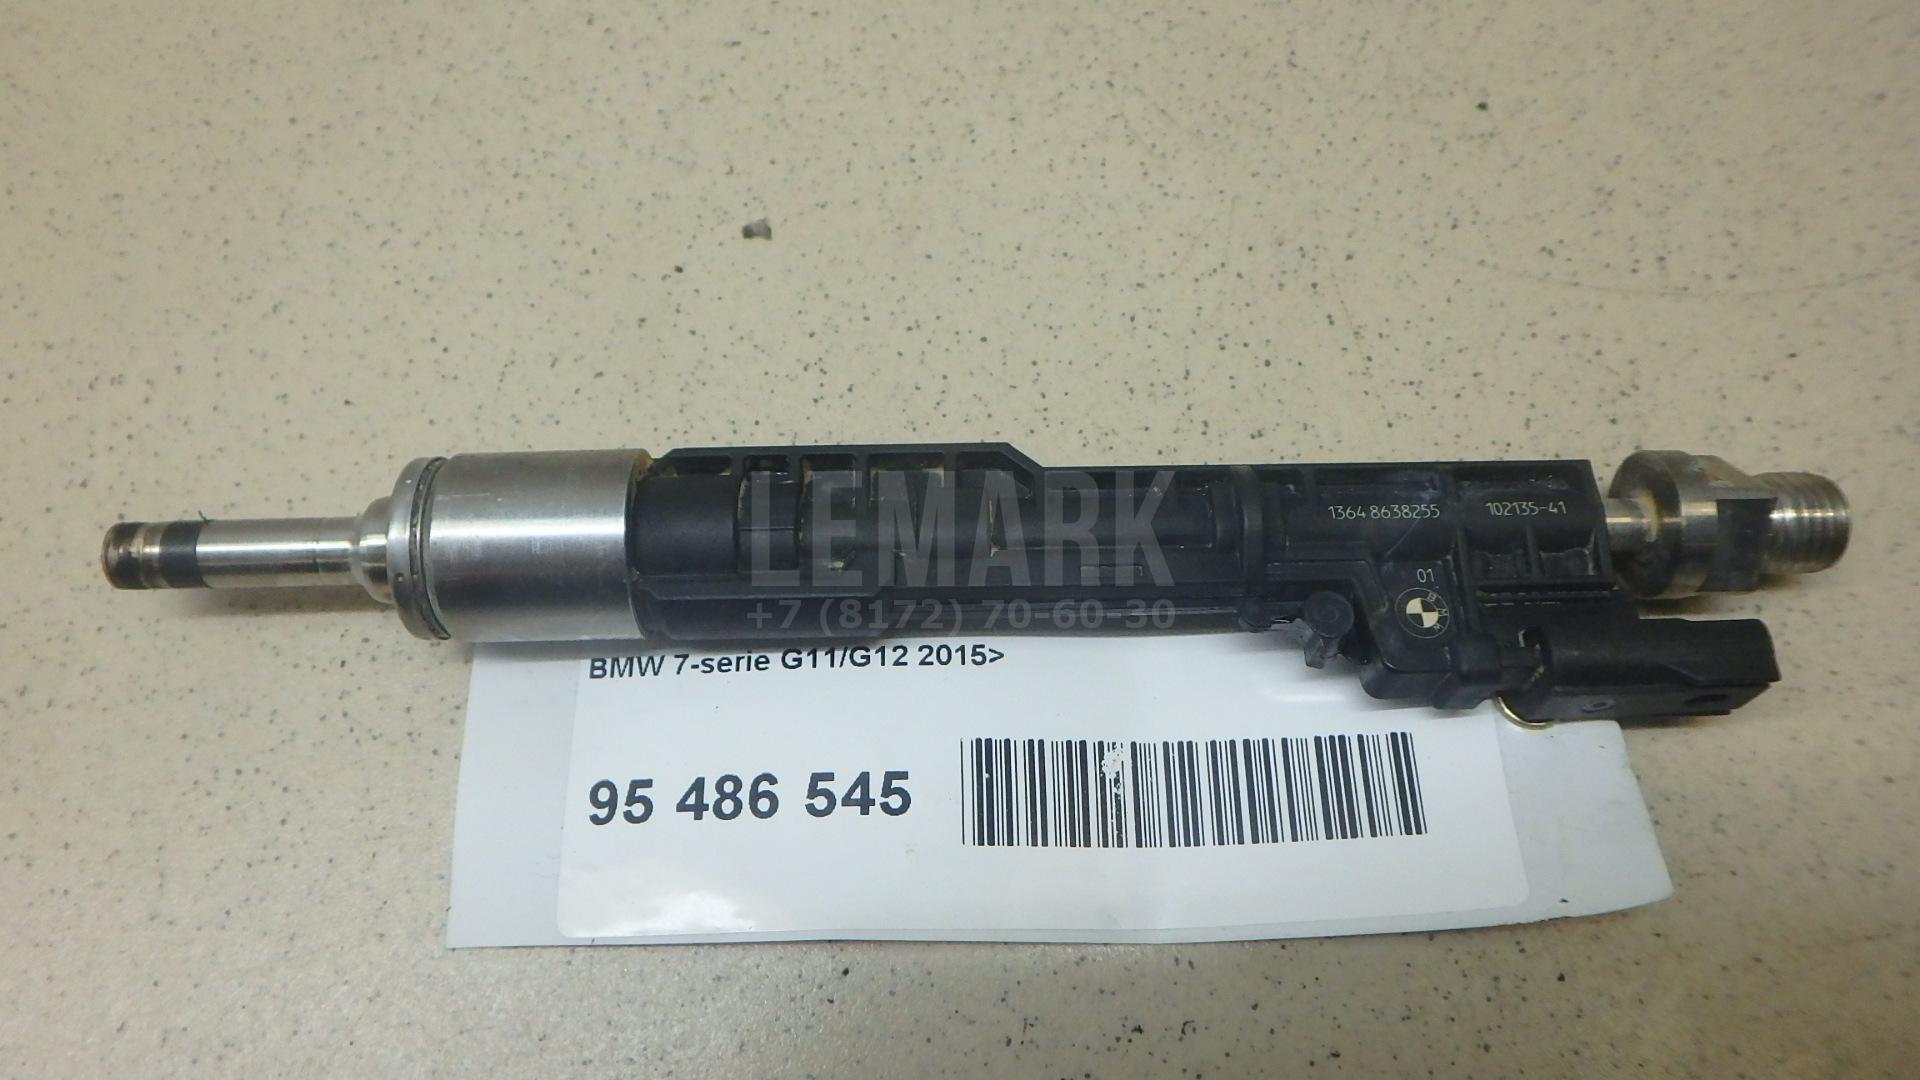 LEMARK
+7 (8172) 70-60-30
1364 8638255 102135-41
01
BMW
BMW 7-serie G11/G12 2015>
95 486 545